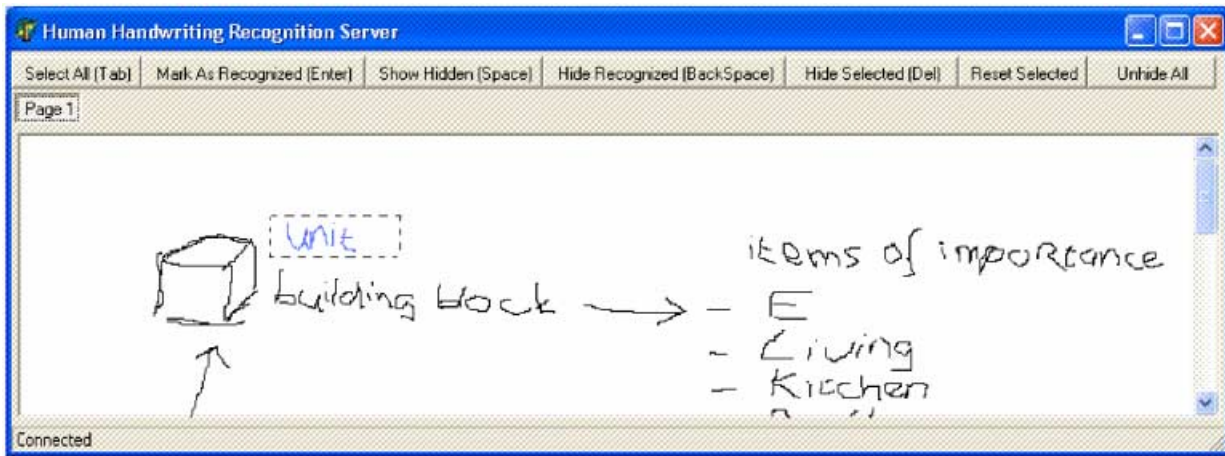 Human Handwriting Recognition Server
Select All (Tab) Mark As Recognized (Enter) Show Hidden (Space) Hide Recognized (BackSpace) Hide Selected (Del) Reset Selected Unhide All
Page 1
unit
building block
items of importance
- E
- Living
- Kitchen
Connected